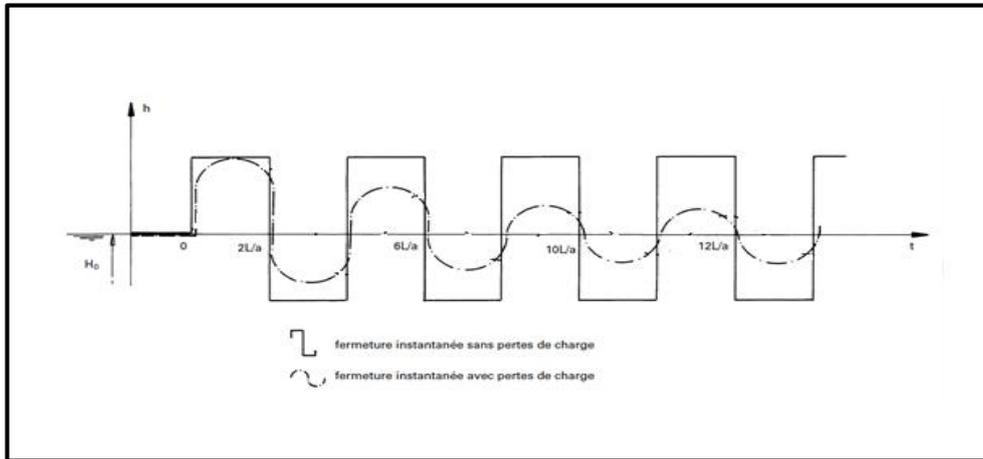 h
0
2L/a
6L/a
10L/a
12L/a
t
H₀
fermeture instantanée sans pertes de charge
fermeture instantanée avec pertes de charge